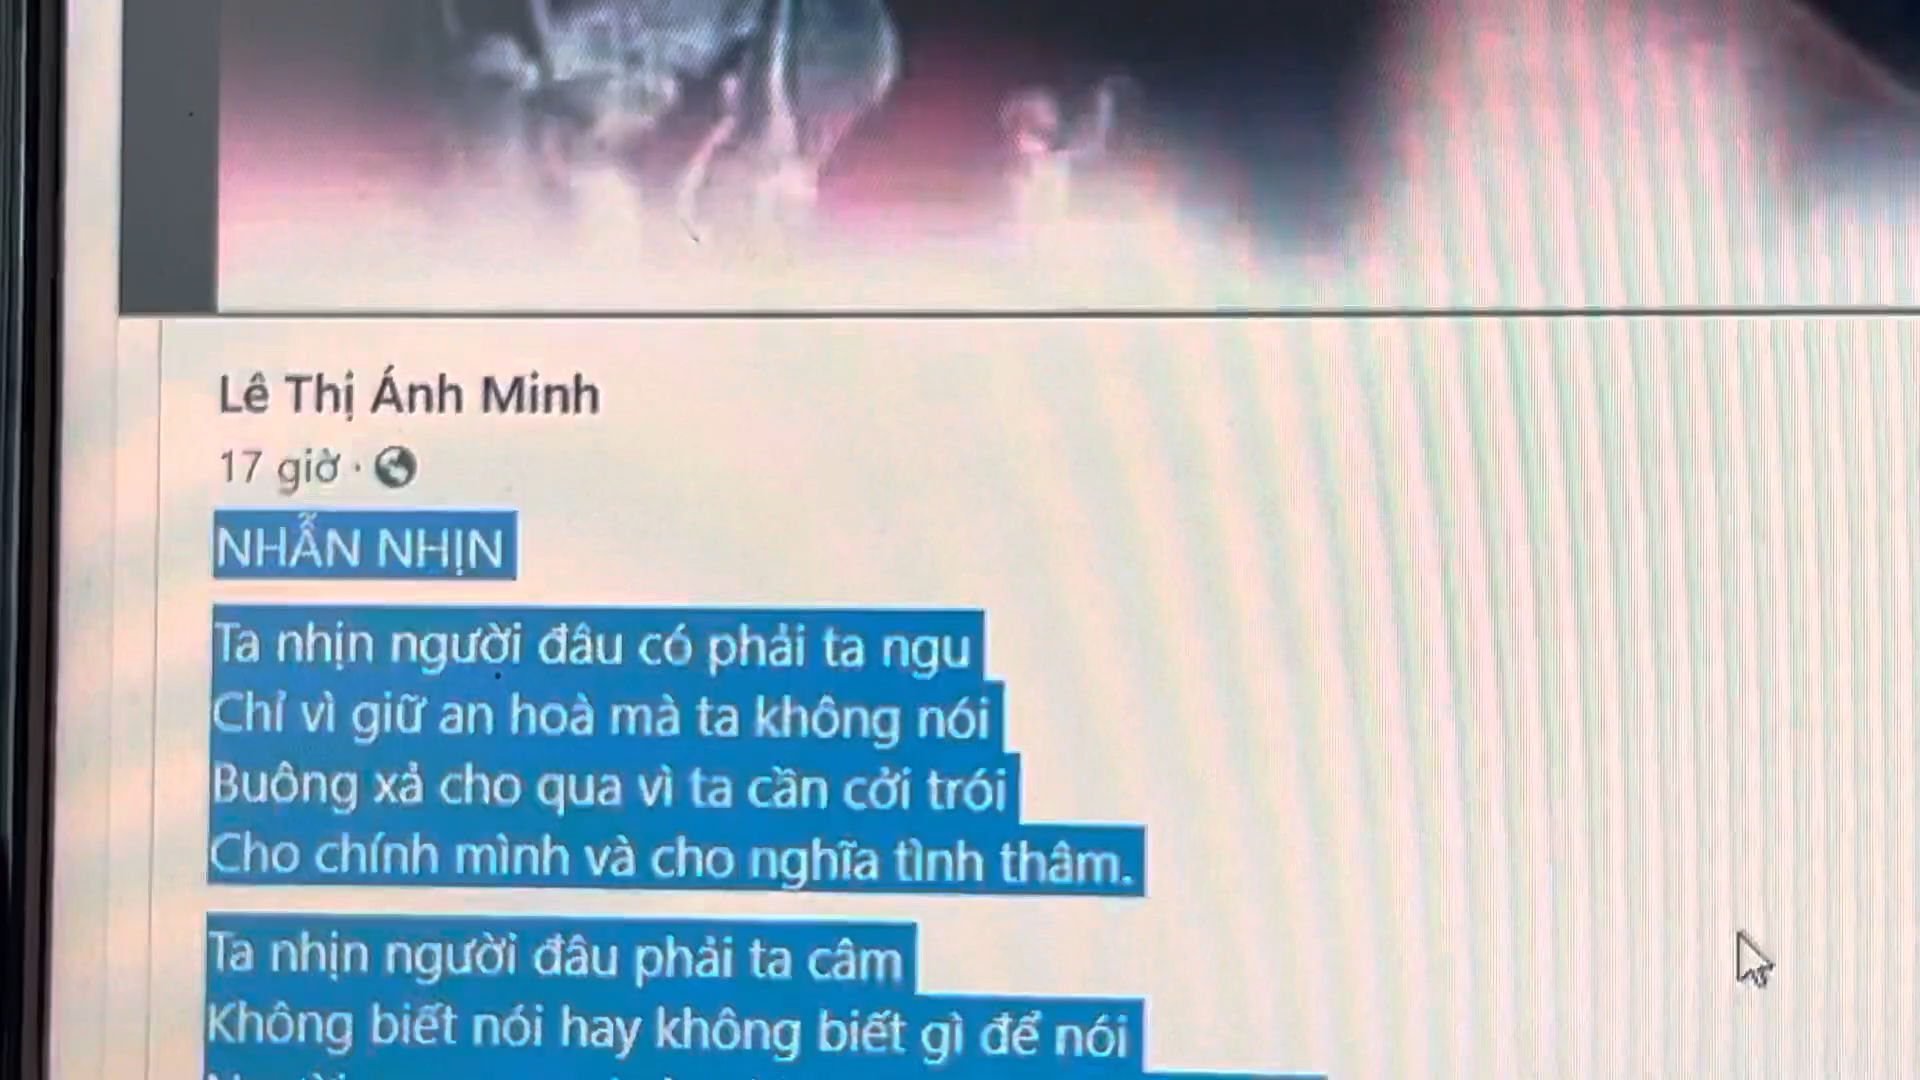 Lê Thị Ánh Minh
17 giờ ·
NHẪN NHỊN
Ta nhịn người đâu có phải ta ngu
Chỉ vì giữ an hoà mà ta không nói
Buông xả cho qua vì ta cần cởi trói
Cho chính mình và cho nghĩa tình thâm.
Ta nhịn người đâu phải ta câm
Không biết nói hay không biết gì để nói